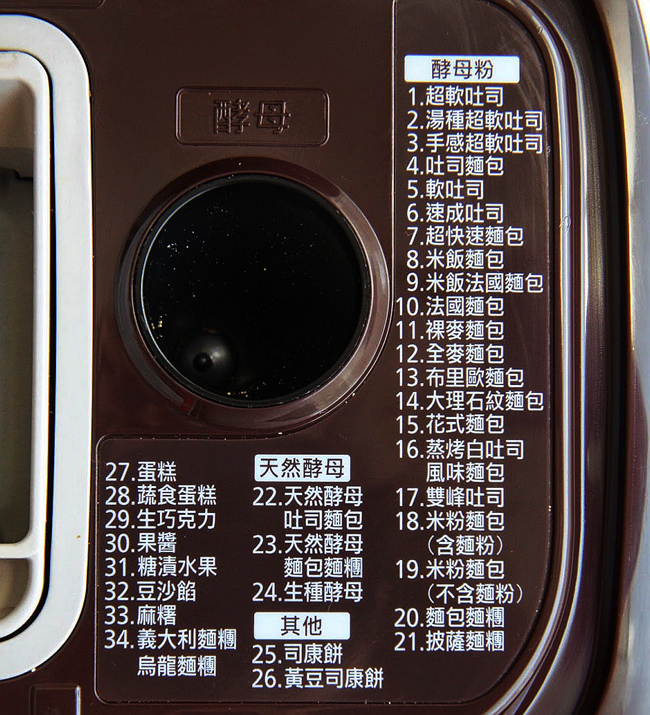 酵母
酵母粉
1.超軟吐司
2.湯種超軟吐司
3.手感超軟吐司
4.吐司麵包
5.軟吐司
6.速成吐司
7.超快速麵包
8.米飯麵包
9.米飯法國麵包
10.法國麵包
11.裸麥麵包
12.全麥麵包
13.布里歐麵包
14.大理石紋麵包
15.花式麵包
16.蒸烤白吐司
風味麵包
17.雙峰吐司
18.米粉麵包
（含麵粉）
19.米粉麵包
（不含麵粉）
20.麵包麵糰
21.披薩麵糰
天然酵母
22.天然酵母
吐司麵包
23.天然酵母
麵包麵糰
24.生種酵母
其他
25.司康餅
26.黃豆司康餅
27.蛋糕
28.蔬食蛋糕
29.生巧克力
30.果醬
31.糖漬水果
32.豆沙餡
33.麻糬
34.義大利麵糰
烏龍麵糰